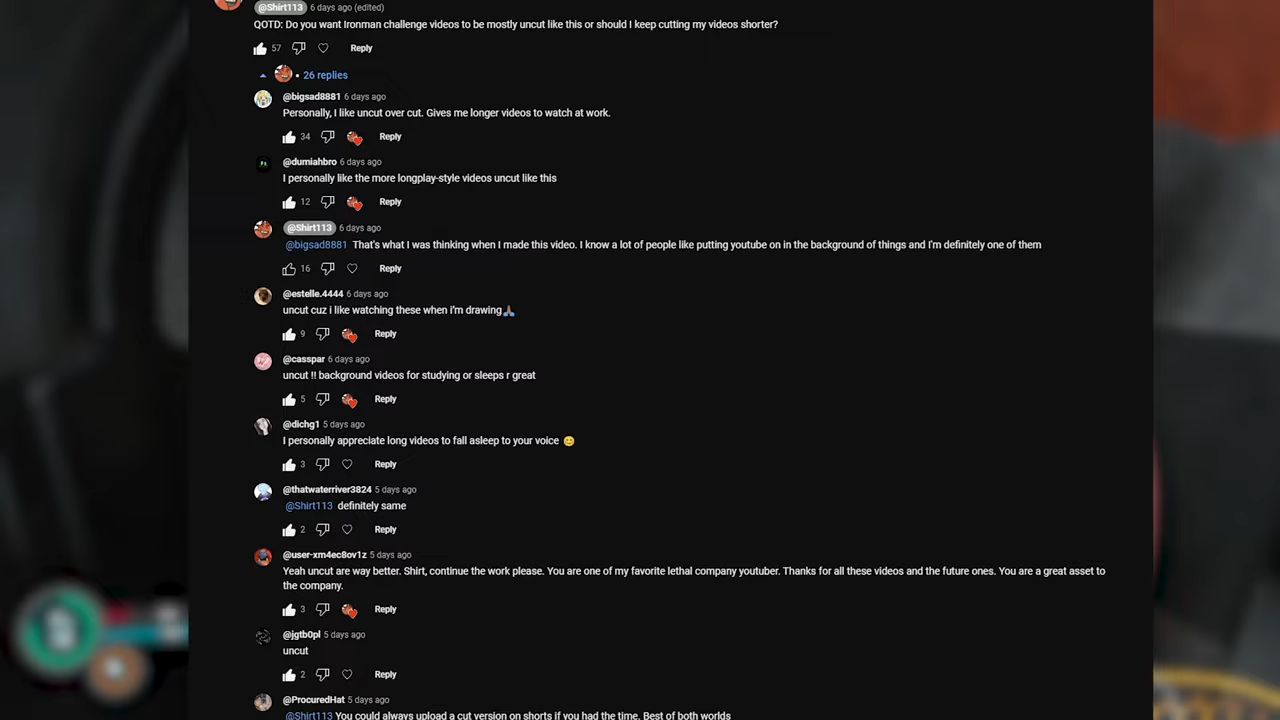 @Shirt113 6 days ago (edited)
QOTD: Do you want Ironman challenge videos to be mostly uncut like this or should I keep cutting my videos shorter?
57 Reply
26 replies
@bigsad8881 6 days ago
Personally, I like uncut over cut. Gives me longer videos to watch at work.
34 Reply
@dumiahbro 6 days ago
I personally like the more longplay-style videos uncut like this
12 Reply
@Shirt113 6 days ago
@bigsad8881 That's what I was thinking when I made this video. I know a lot of people like putting youtube on in the background of things and I'm definitely one of them
16 Reply
@estelle.4444 6 days ago
uncut cuz i like watching these when i'm drawing🙏🏽
9 Reply
@casspar 6 days ago
uncut !! background videos for studying or sleeps r great
5 Reply
@dichg1 5 days ago
I personally appreciate long videos to fall asleep to your voice 😊
3 Reply
@thatwaterriver3824 5 days ago
@Shirt113 definitely same
2 Reply
@user-xm4ec8ov1z 5 days ago
Yeah uncut are way better. Shirt, continue the work please. You are one of my favorite lethal company youtuber. Thanks for all these videos and the future ones. You are a great asset to
the company.
3 Reply
@jgtb0pl 5 days ago
uncut
2 Reply
@ProcuredHat 5 days ago
@Shirt113 You could always upload a cut version on shorts if you had the time. Best of both worlds